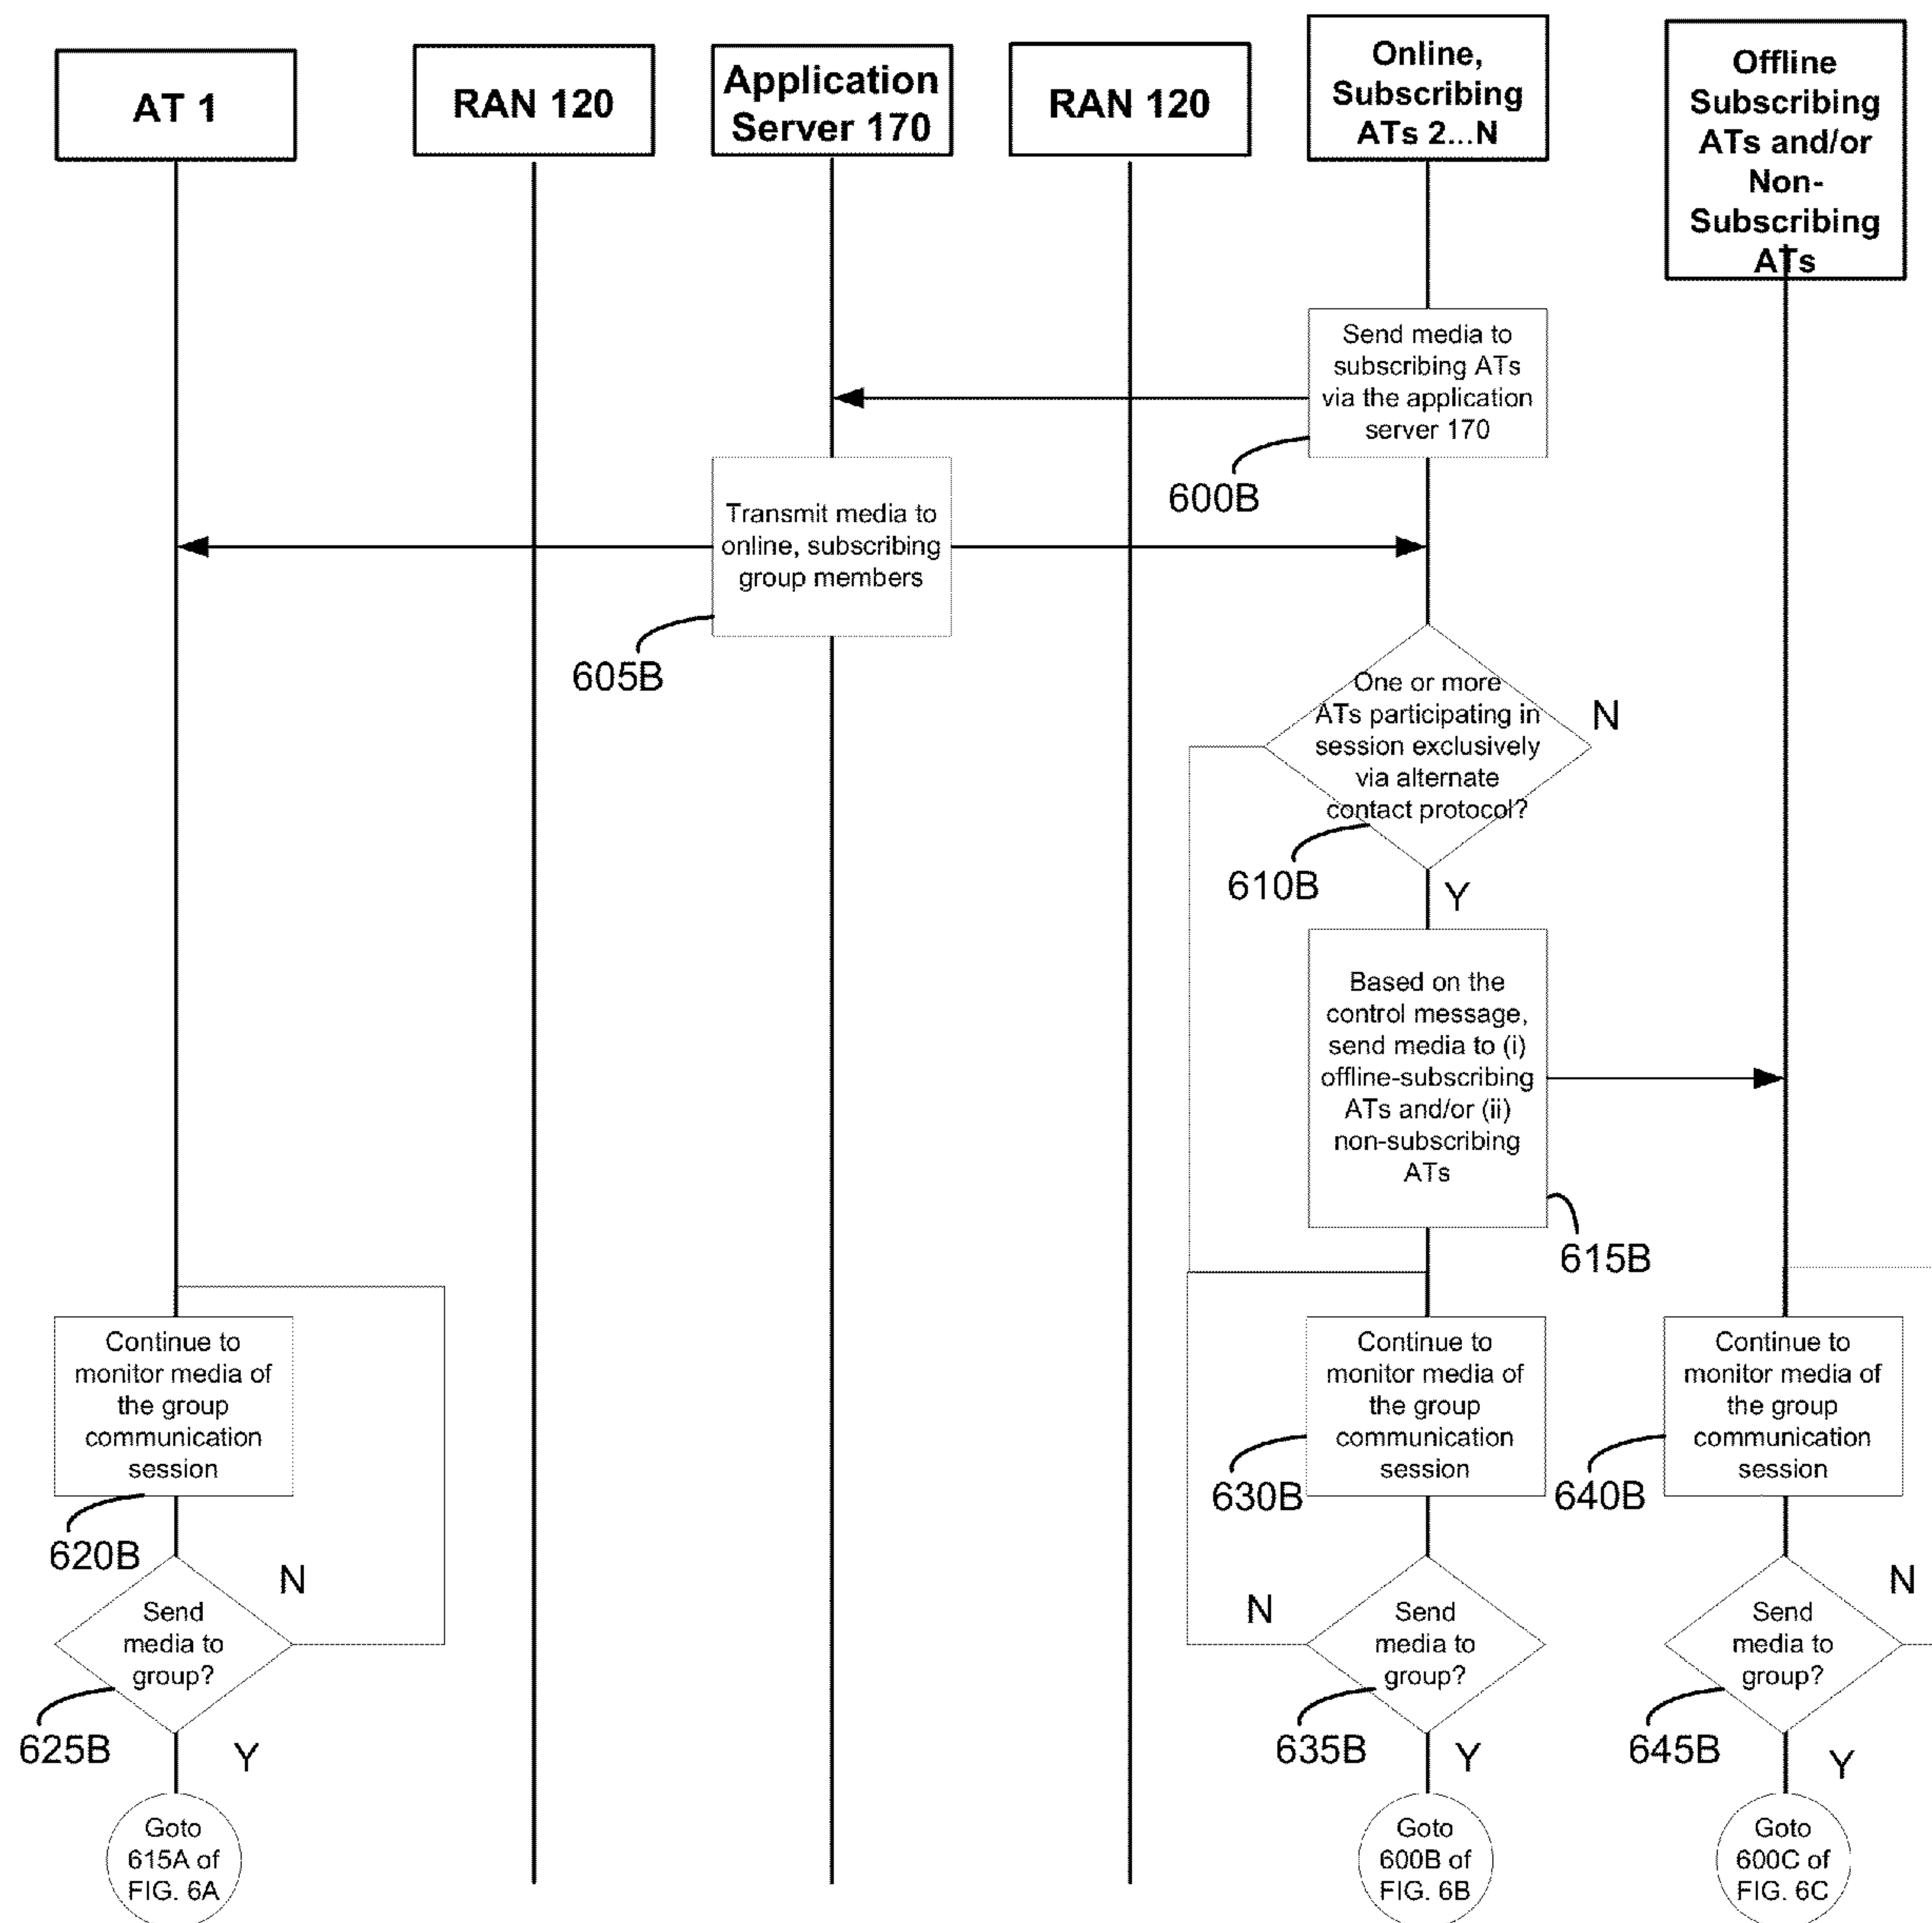 AT 1
RAN 120
Application
Server 170
RAN 120
Online,
Subscribing
ATs 2...N
Offline
Subscribing
ATs and/or
Non-
Subscribing
ATs
Send media to
subscribing ATs
via the application
server 170
600B
Transmit media to
online, subscribing
group members
605B
One or more
ATs participating in
session exclusively
via alternate
contact protocol?
N
610B
Y
Based on the
control message,
send media to (i)
offline-subscribing
ATs and/or (ii)
non-subscribing
ATs
615B
Continue to
monitor media of
the group
communication
session
620B
Continue to
monitor media of
the group
communication
session
630B
Continue to
monitor media of
the group
communication
session
640B
Send
media to
group?
N
625B
Y
Send
media to
group?
N
635B
Y
Send
media to
group?
N
645B
Y
Goto
615A of
FIG. 6A
Goto
600B of
FIG. 6B
Goto
600C of
FIG. 6C